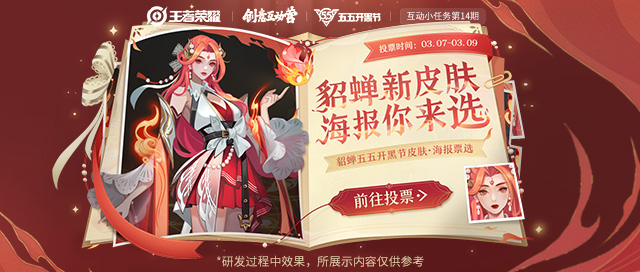 王者荣耀 创意互动营 五五开黑节 互动小任务第14期
投票时间：03.07-03.09
貂蝉新皮肤
海报你来选
貂蝉五五开黑节皮肤·海报票选
前往投票
*研发过程中效果，所展示内容仅供参考